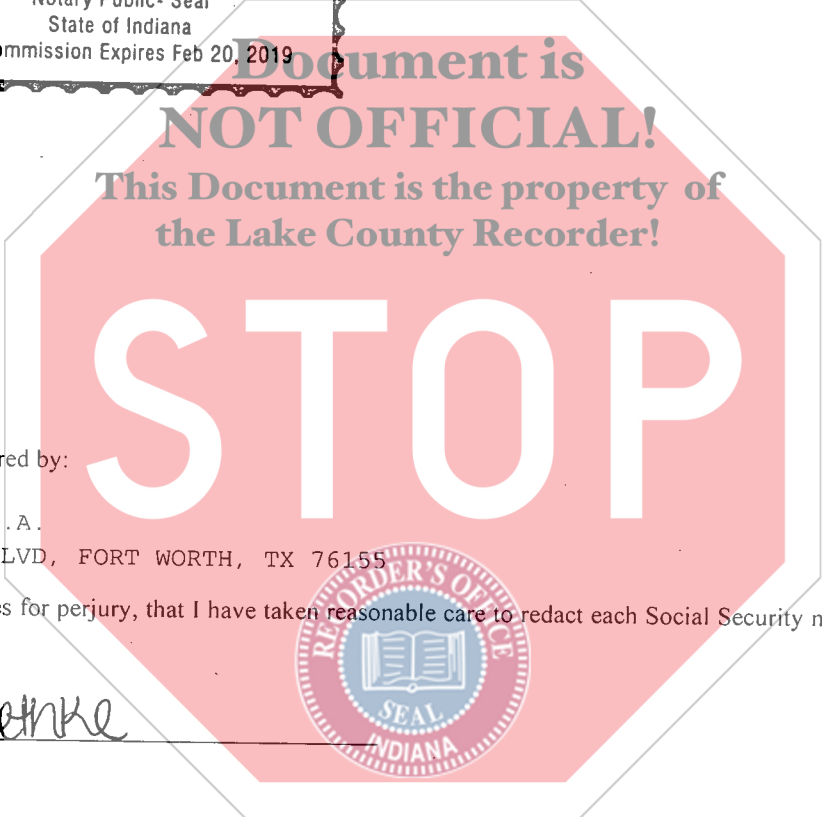 Notary Public- Seal
State of Indiana
mmission Expires Feb 20, 2019
Document is
NOT OFFICIAL!
This Document is the property of
the Lake County Recorder!
STOP
red by:
.A.
LVD, FORT WORTH, TX 76155
s for perjury, that I have taken reasonable care to redact each Social Security n
RECORDER'S OFFICE
SEAL
INDIANA
ethke